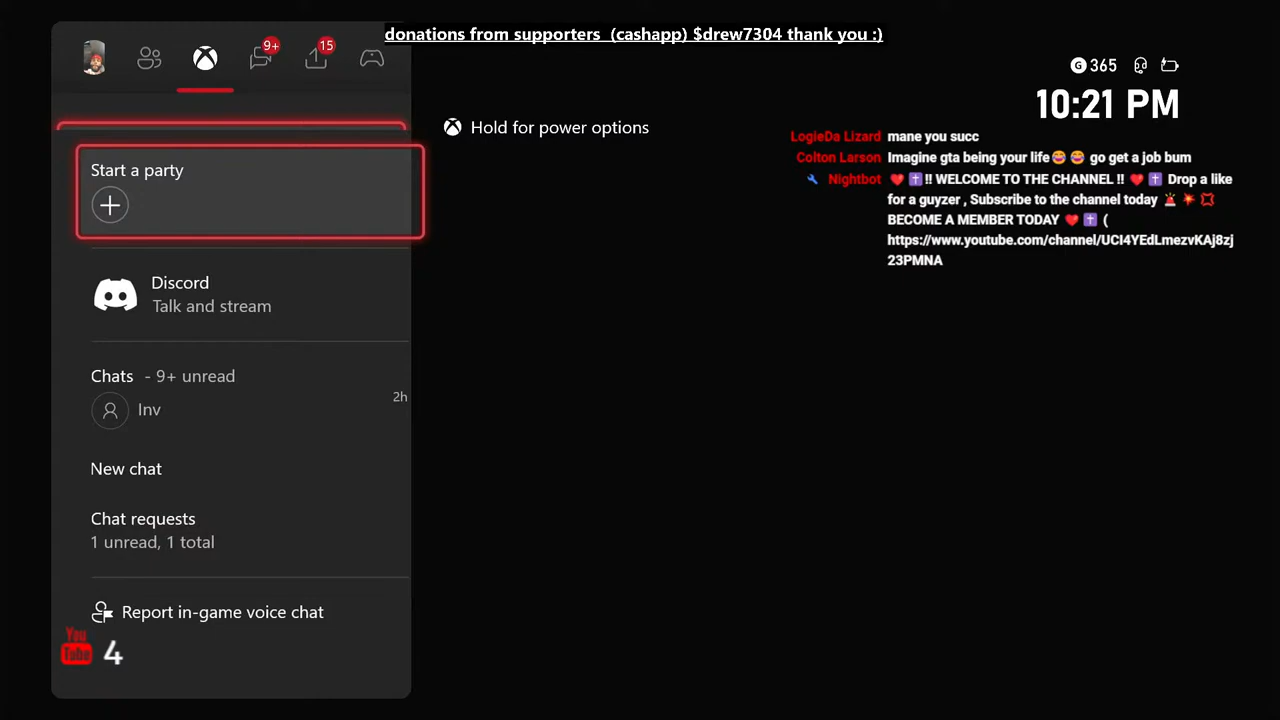 donations from supporters  (cashapp) $drew7304 thank you :)
9+
15
G 365
10:21 PM
Hold for power options
LogieDa Lizard mane you succ
Colton Larson Imagine gta being your life😂😂 go get a job bum
Nightbot ❤️✝️!! WELCOME TO THE CHANNEL !! ❤️✝️ Drop a like
for a guyzer , Subscribe to the channel today 🚨 💥 💢
BECOME A MEMBER TODAY ❤️✝️ (
https://www.youtube.com/channel/UCI4YEdLmezvKAj8zj
23PMNA
Start a party
Discord
Talk and stream
Chats - 9+ unread
2h
Inv
New chat
Chat requests
1 unread, 1 total
Report in-game voice chat
You
Tube 4